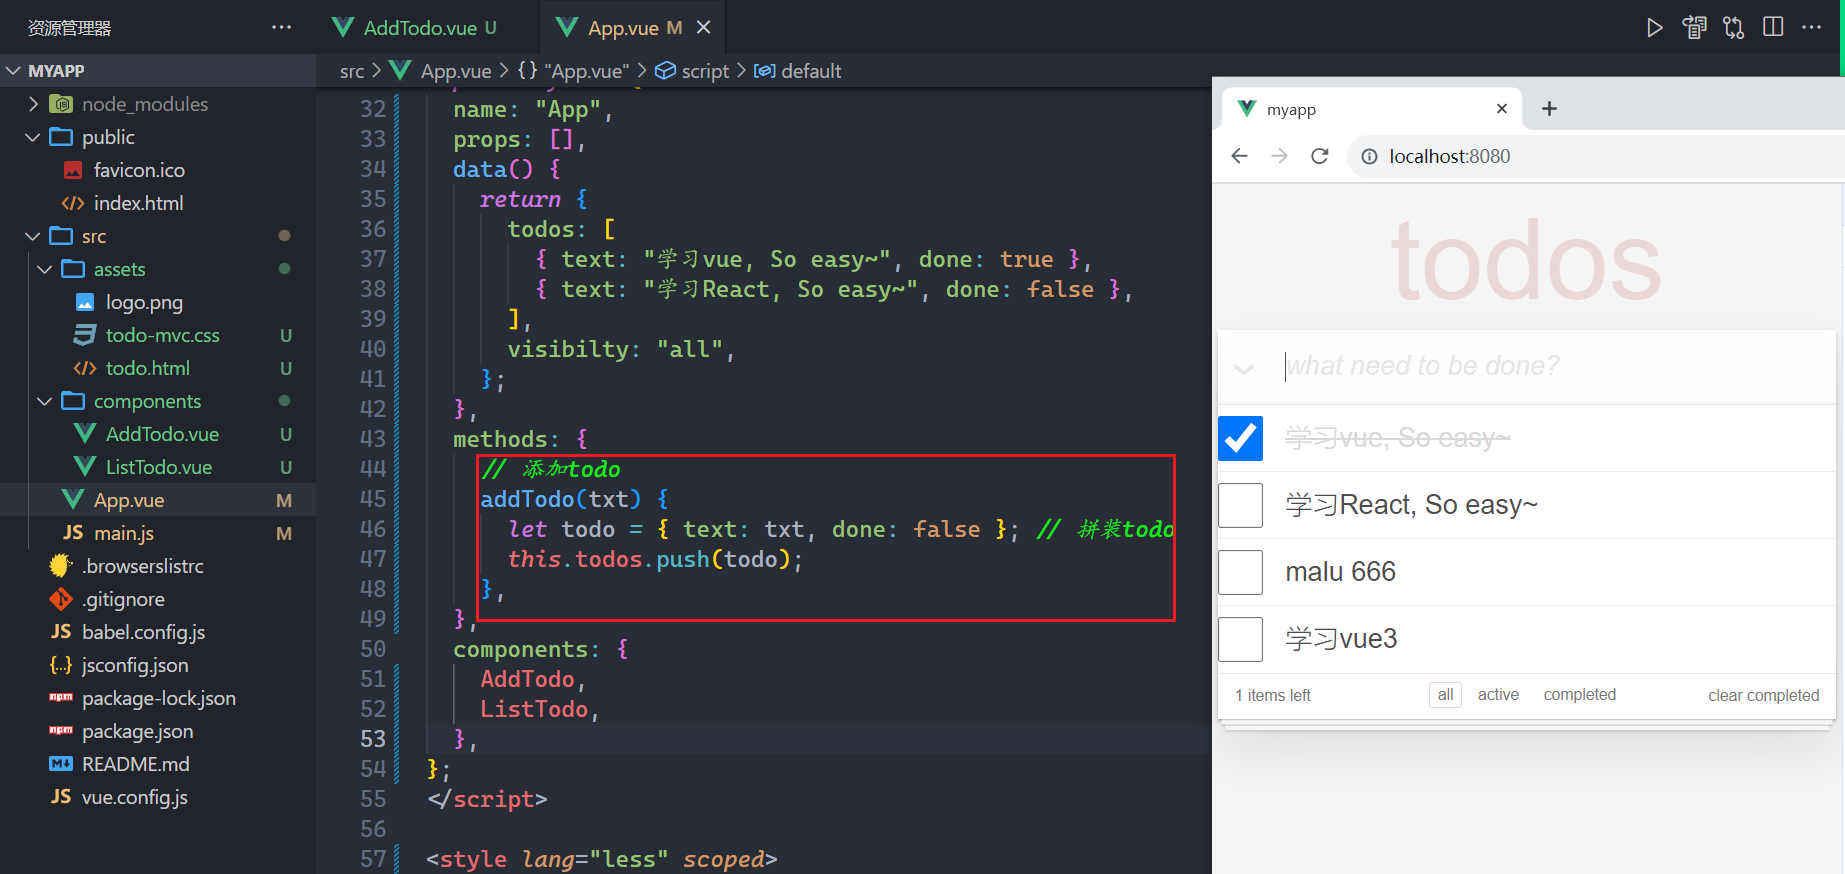 资源管理器
···
MYAPP
node_modules
public
favicon.ico
index.html
src
assets
logo.png
todo-mvc.css U
todo.html U
components
AddTodo.vue U
ListTodo.vue U
App.vue M
JS main.js M
.browserslistrc
.gitignore
JS babel.config.js
{..} jsconfig.json
npm package-lock.json
npm package.json
M README.md
JS vue.config.js
AddTodo.vue U
App.vue M
src > App.vue > {} "App.vue" > script > default
32 name: "App",
33 props: [],
34 data() {
35 return {
36 todos: [
37 { text: "学习vue, So easy~", done: true },
38 { text: "学习React, So easy~", done: false },
39 ],
40 visibilty: "all",
41 };
42 },
43 methods: {
44 // 添加todo
45 addTodo(txt) {
46 let todo = { text: txt, done: false }; // 拼装todo
47 this.todos.push(todo);
48 },
49 },
50 components: {
51 AddTodo,
52 ListTodo,
53 },
54 };
55 </script>
56
57 <style lang="less" scoped>
myapp
localhost:8080
todos
what need to be done?
学习vue, So easy~
学习React, So easy~
malu 666
学习vue3
1 items left
all
active
completed
clear completed